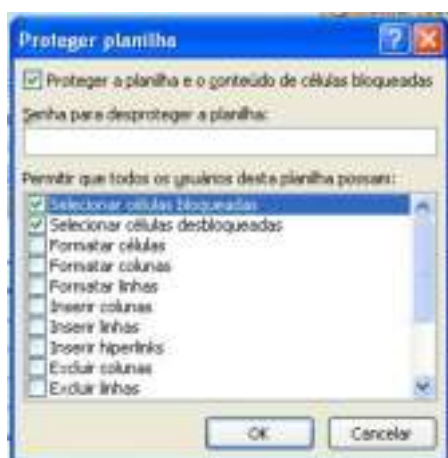 Proteger planilha
Proteger a planilha e o conteúdo de células bloqueadas
Senha para desproteger a planilha:
Permitir que todos os usuários desta planilha possam:
Selecionar células bloqueadas
Selecionar células desbloqueadas
Formatar células
Formatar colunas
Formatar linhas
Inserir colunas
Inserir linhas
Inserir hiperlinks
Excluir colunas
Excluir linhas
OK Cancelar